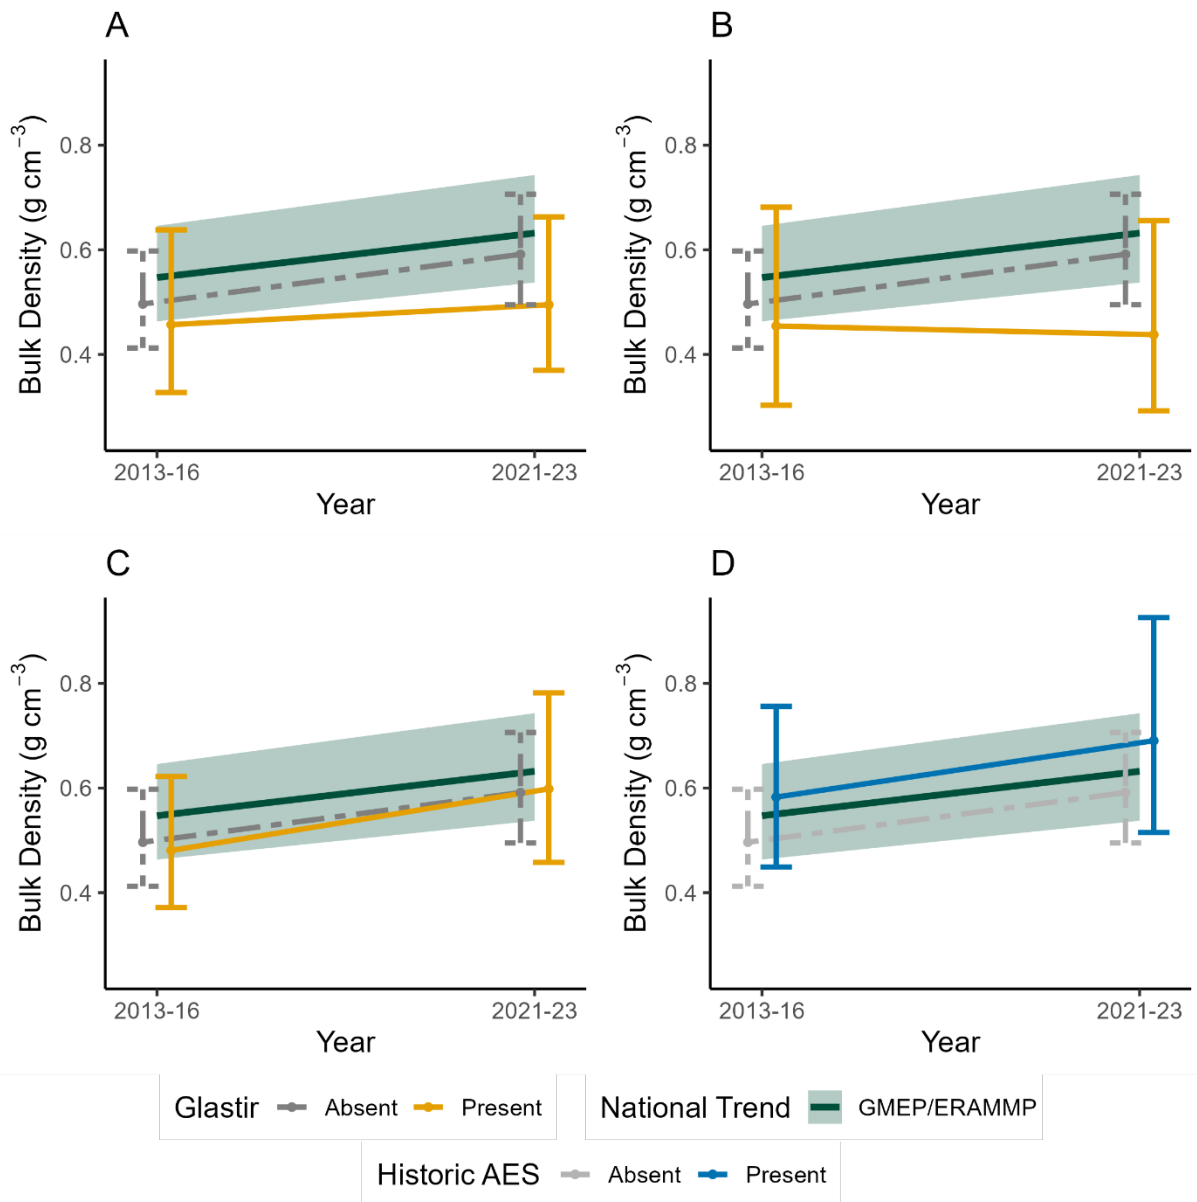 A
Bulk Density (g cm⁻³)
0.8
0.6
0.4
2013-16
2021-23
Year
B
Bulk Density (g cm⁻³)
0.8
0.6
0.4
2013-16
2021-23
Year
C
Bulk Density (g cm⁻³)
0.8
0.6
0.4
2013-16
2021-23
Year
D
Bulk Density (g cm⁻³)
0.8
0.6
0.4
2013-16
2021-23
Year
Glastir Absent Present
National Trend GMEP/ERAMMP
Historic AES Absent Present